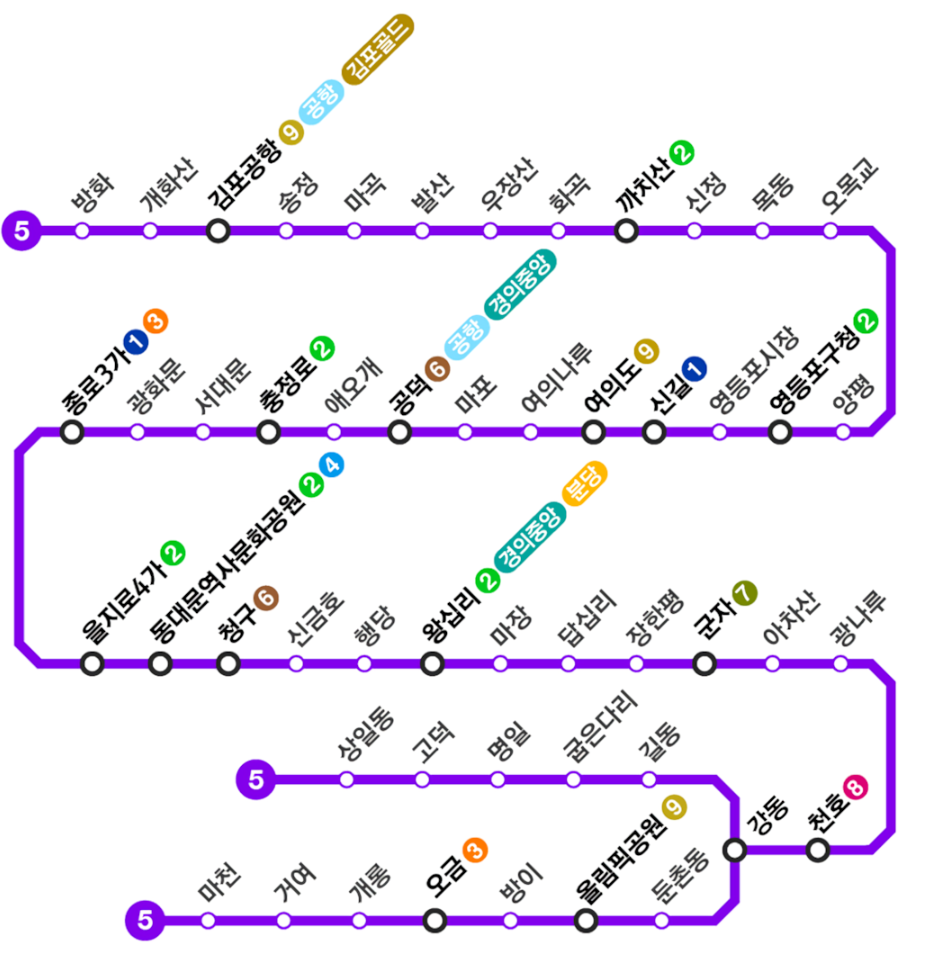 김포골드
공항
9
방화 개화산 김포공항 송정 마곡 발산 우장산 화곡 까치산 2 신정 목동 오목교
5
경의중앙
공항
6
종로3가 1 3 광화문 서대문 충정로 2 애오개 공덕 마포 여의나루 여의도 9 신길 1 영등포시장 영등포구청 2 양평
분당
경의중앙
2
을지로4가 2 동대문역사문화공원 2 4 청구 6 신금호 행당 왕십리 마장 답십리 장한평 군자 7 아차산 광나루
상일동 고덕 명일 굽은다리 길동
5
강동 천호 8
마천 거여 개롱 오금 3 방이 올림픽공원 9 둔촌동
5